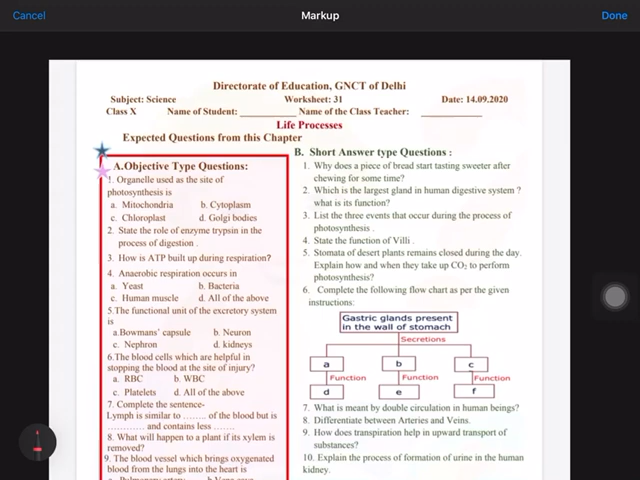 Cancel
Markup
Done
Directorate of Education, GNCT of Delhi
Subject: Science Worksheet: 31 Date: 14.09.2020
Class X Name of Student: ____________ Name of the Class Teacher: ____________
Life Processes
Expected Questions from this Chapter
A.Objective Type Questions:
1. Organelle used as the site of
photosynthesis is
a. Mitochondria b. Cytoplasm
c. Chloroplast d. Golgi bodies
2. State the role of enzyme trypsin in the
process of digestion .
3. How is ATP built up during respiration?
4. Anaerobic respiration occurs in
a. Yeast b. Bacteria
c. Human muscle d. All of the above
5.The functional unit of the excretory system
is
a.Bowmans' capsule b. Neuron
c. Nephron d. kidneys
6.The blood cells which are helpful in
stopping the blood at the site of injury?
a. RBC b. WBC
c. Platelets d. All of the above
7. Complete the sentence-
Lymph is similar to ........ of the blood but is
............ and contains less .......
8. What will happen to a plant if its xylem is
removed?
9. The blood vessel which brings oxygenated
blood from the lungs into the heart is
B. Short Answer type Questions :
1. Why does a piece of bread start tasting sweeter after
chewing for some time?
2. Which is the largest gland in human digestive system ?
what is its function?
3. List the three events that occur during the process of
photosynthesis .
4. State the function of Villi .
5. Stomata of desert plants remains closed during the day.
Explain how and when they take up CO₂ to perform
photosynthesis?
6. Complete the following flow chart as per the given
instructions:
Gastric glands present
in the wall of stomach
Secretions
a b c
Function Function Function
d e f
7. What is meant by double circulation in human beings?
8. Differentiate between Arteries and Veins.
9. How does transpiration help in upward transport of
substances?
10. Explain the process of formation of urine in the human
kidney.